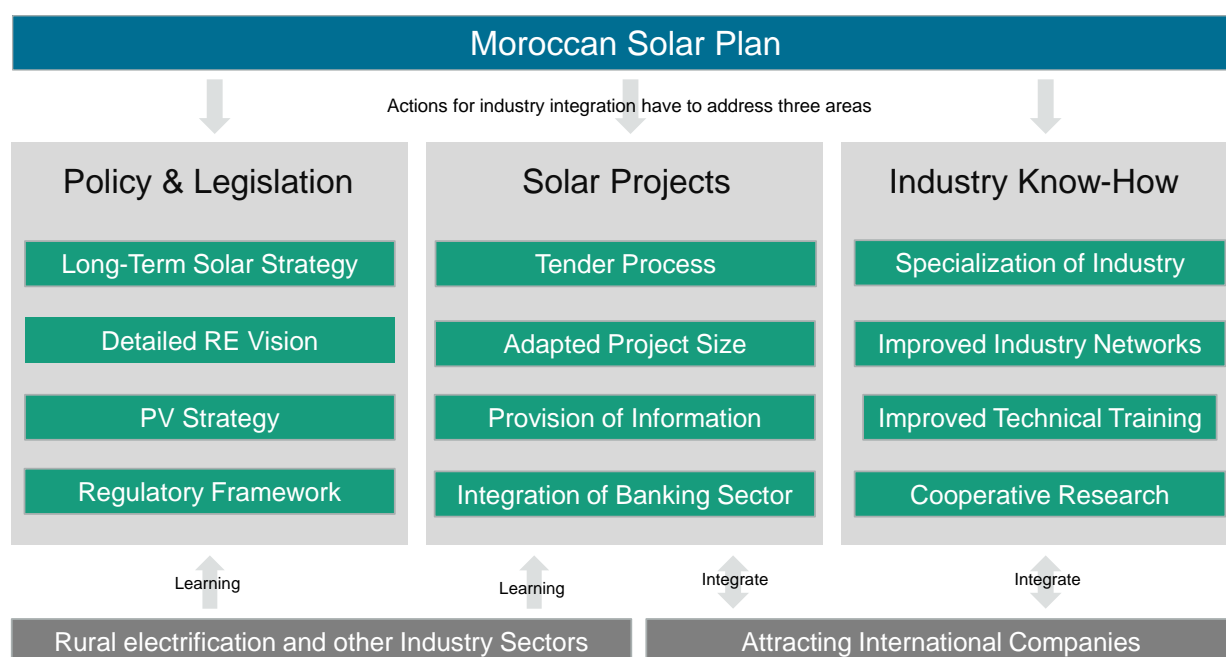 Moroccan Solar Plan
Actions for industry integration have to address three areas
Policy & Legislation
Long-Term Solar Strategy
Detailed RE Vision
PV Strategy
Regulatory Framework
Solar Projects
Tender Process
Adapted Project Size
Provision of Information
Integration of Banking Sector
Industry Know-How
Specialization of Industry
Improved Industry Networks
Improved Technical Training
Cooperative Research
Learning
Learning
Integrate
Integrate
Rural electrification and other Industry Sectors
Attracting International Companies